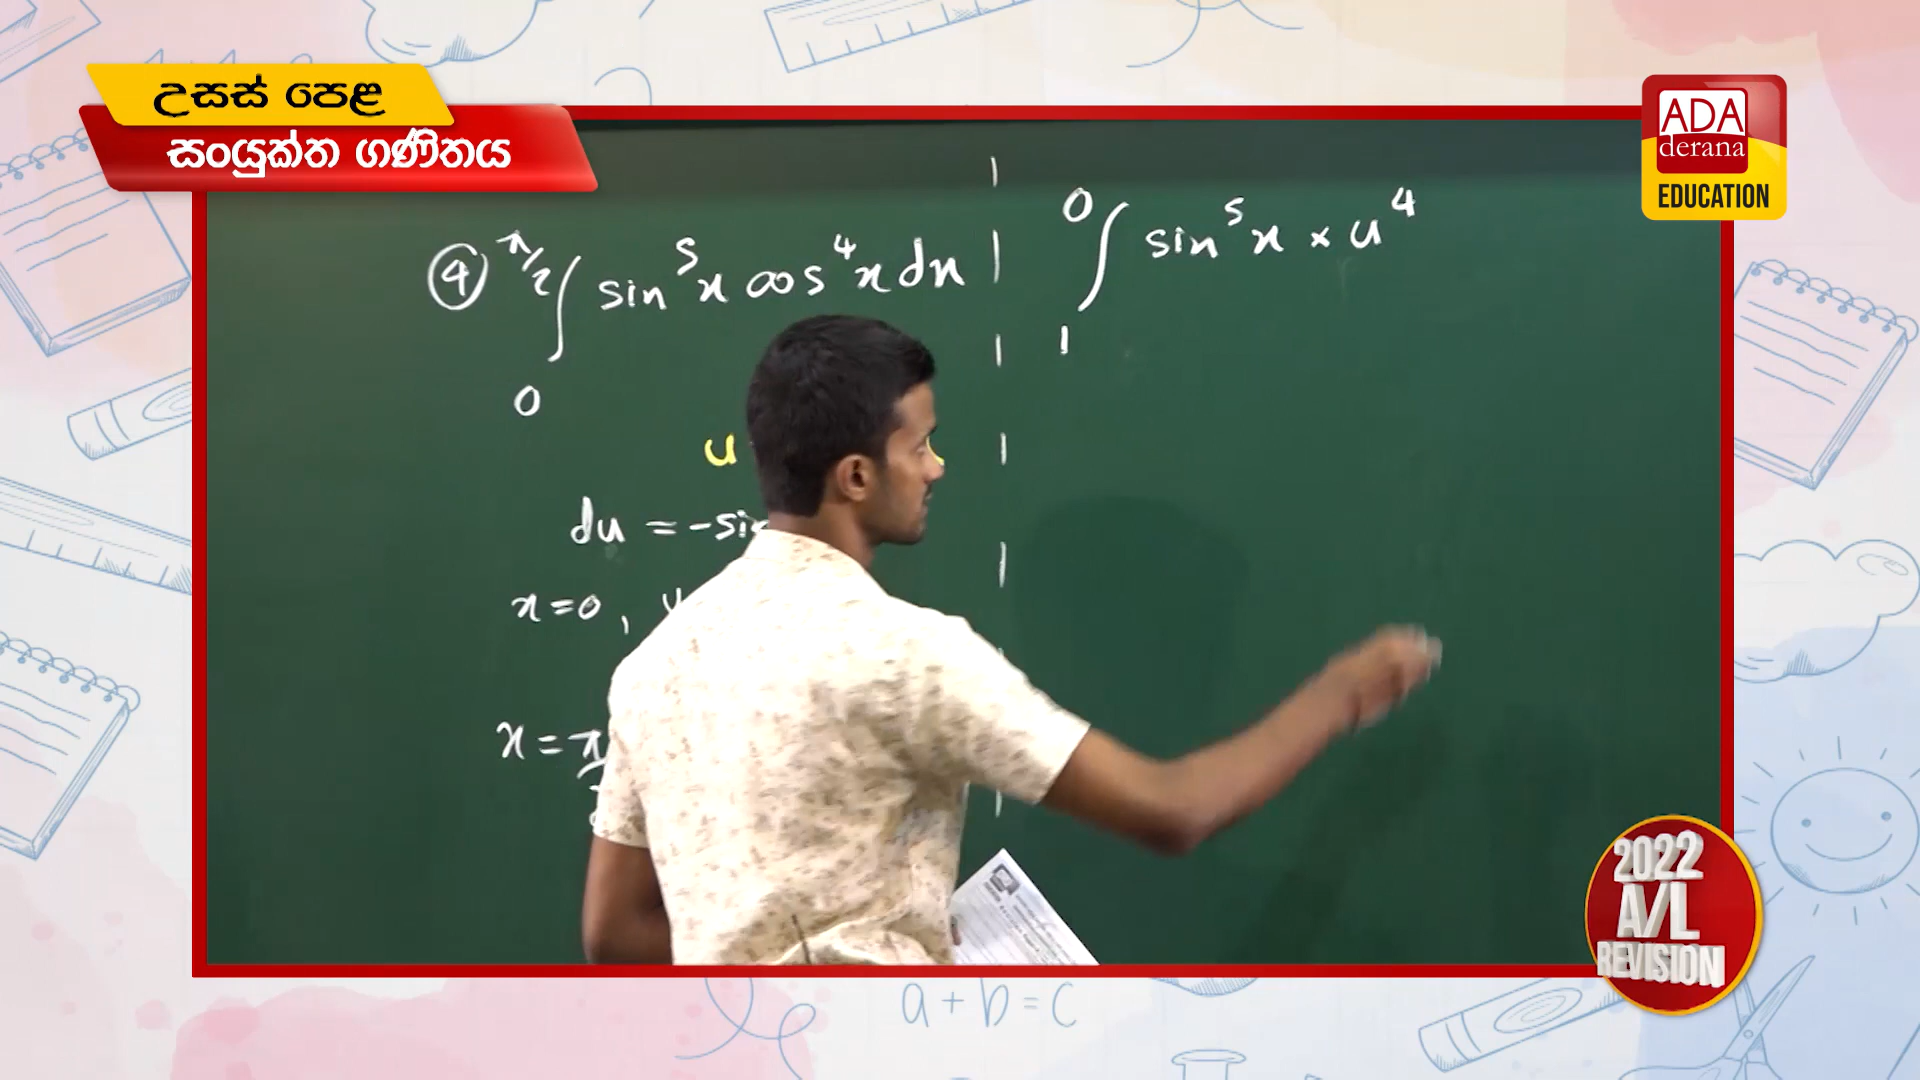 උසස් පෙළ
සංයුක්ත ගණිතය
ADA
derana
EDUCATION
④ π/2 ∫ sin⁵x cos⁴x dx
0
u
du = -sin
x=0 ,
x = π
0 ∫ sin⁵x × u⁴
1
2022
A/L
REVISION
a + b = c